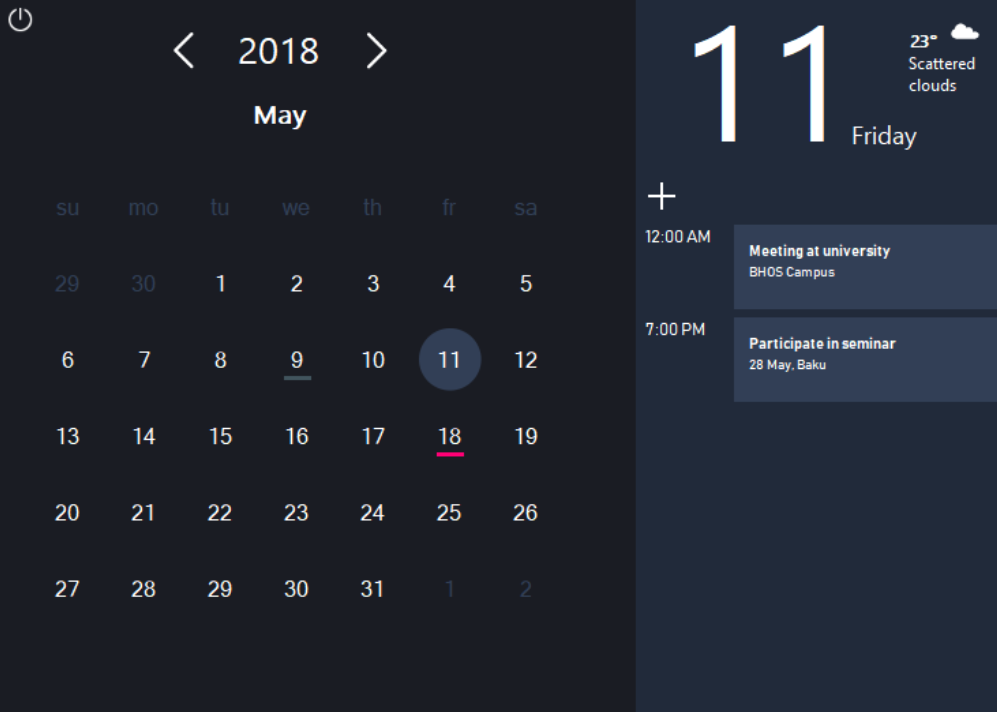 2018
May
su mo tu we th fr sa
29 30 1 2 3 4 5
6 7 8 9 10 11 12
13 14 15 16 17 18 19
20 21 22 23 24 25 26
27 28 29 30 31 1 2
11
Friday
23°
Scattered
clouds
12:00 AM
Meeting at university
BHOS Campus
7:00 PM
Participate in seminar
28 May, Baku